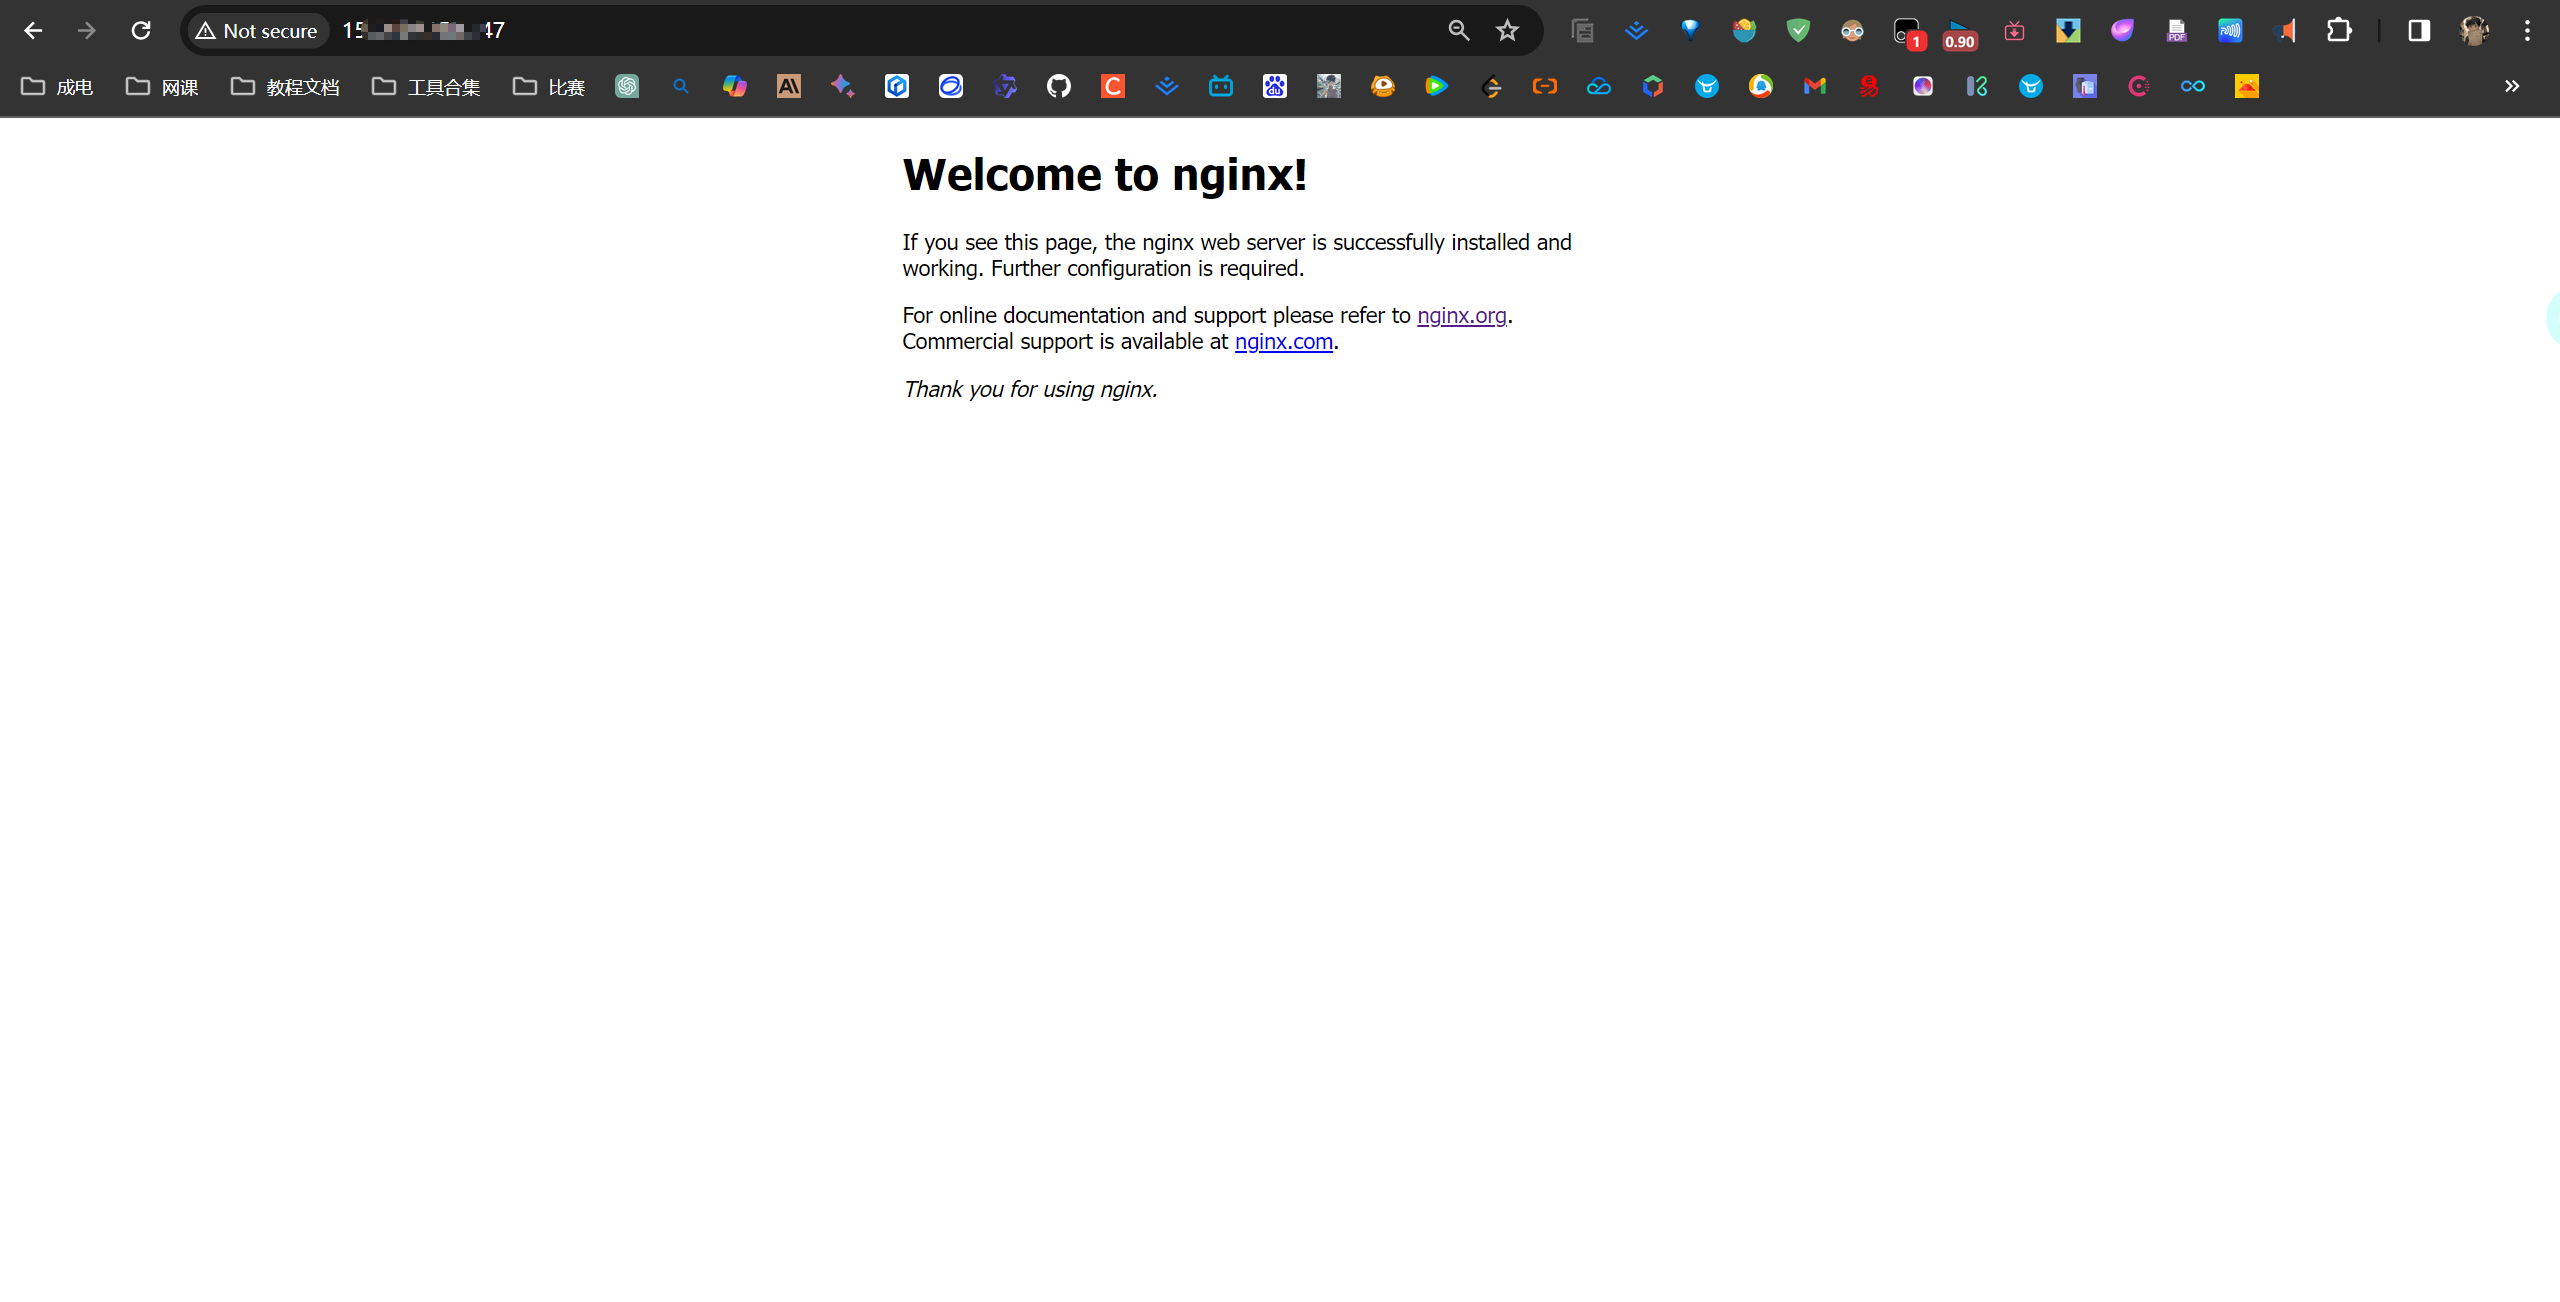 Not secure
成电 网课 教程文档 工具合集 比赛
1
0.90
Welcome to nginx!
If you see this page, the nginx web server is successfully installed and
working. Further configuration is required.
For online documentation and support please refer to nginx.org.
Commercial support is available at nginx.com.
Thank you for using nginx.